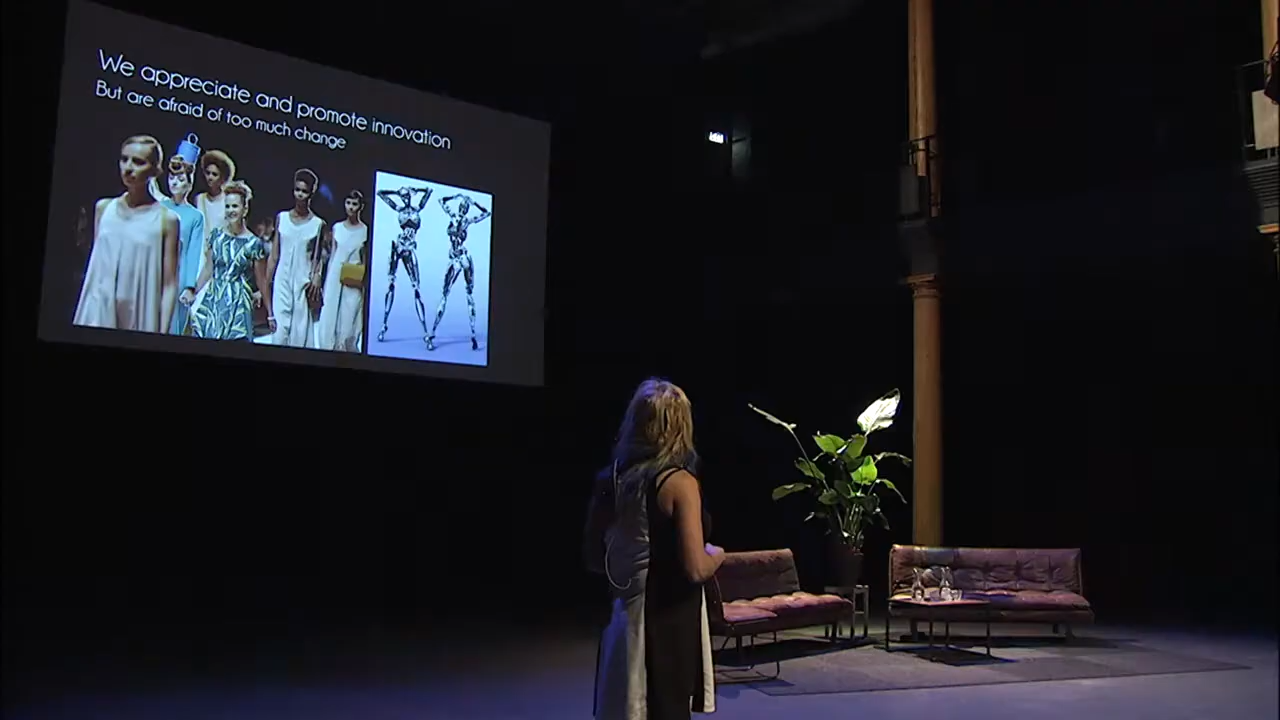 We appreciate and promote innovation
But are afraid of too much change